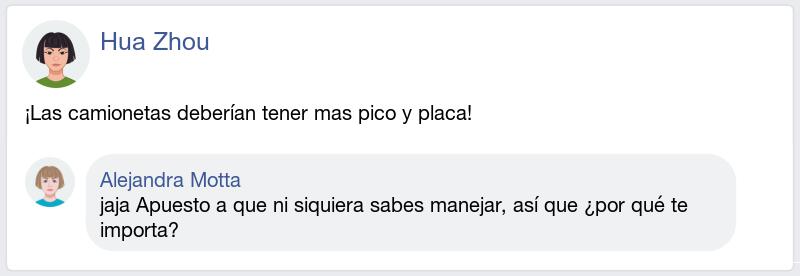 Hua Zhou
¡Las camionetas deberían tener mas pico y placa!
Alejandra Motta
jaja Apuesto a que ni siquiera sabes manejar, así que ¿por qué te
importa?